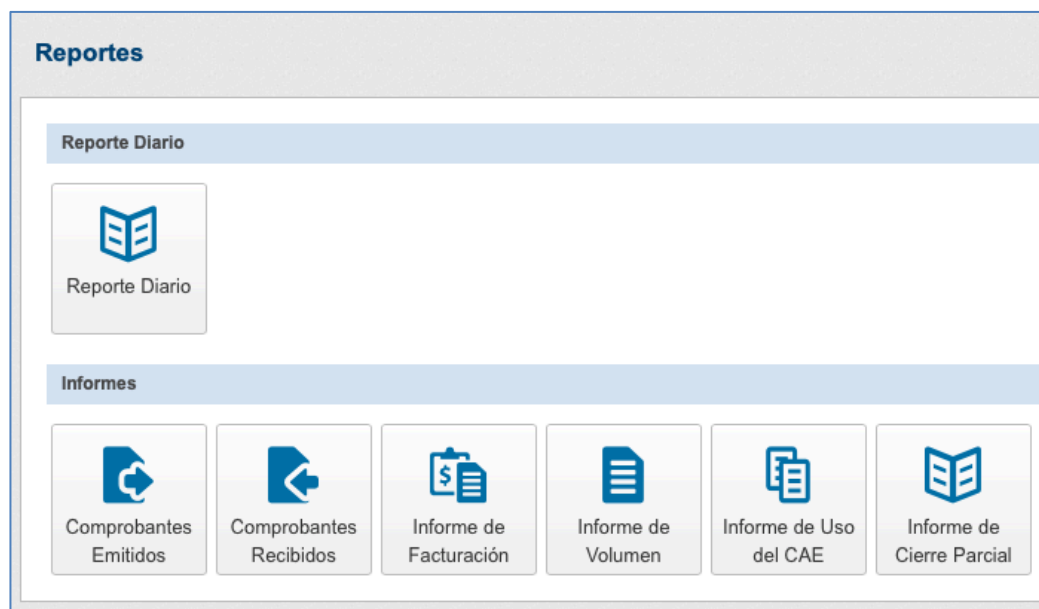 Reportes
Reporte Diario
Reporte Diario
Informes
Comprobantes
Emitidos
Comprobantes
Recibidos
$
Informe de
Facturación
Informe de
Volumen
Informe de Uso
del CAE
Informe de
Cierre Parcial